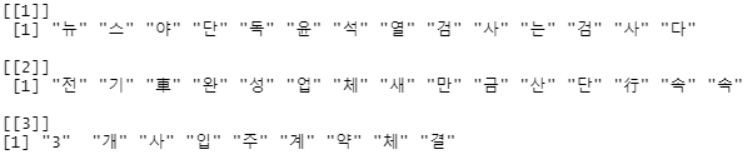 [[1]]
[1] "뉴" "스" "야" "단" "독" "윤" "석" "열" "검" "사" "는" "검" "사" "다"
[[2]]
[1] "전" "기" "車" "완" "성" "업" "체" "새" "만" "금" "산" "단" "行" "속" "속"
[[3]]
[1] "3" "개" "사" "입" "주" "계" "약" "체" "결"